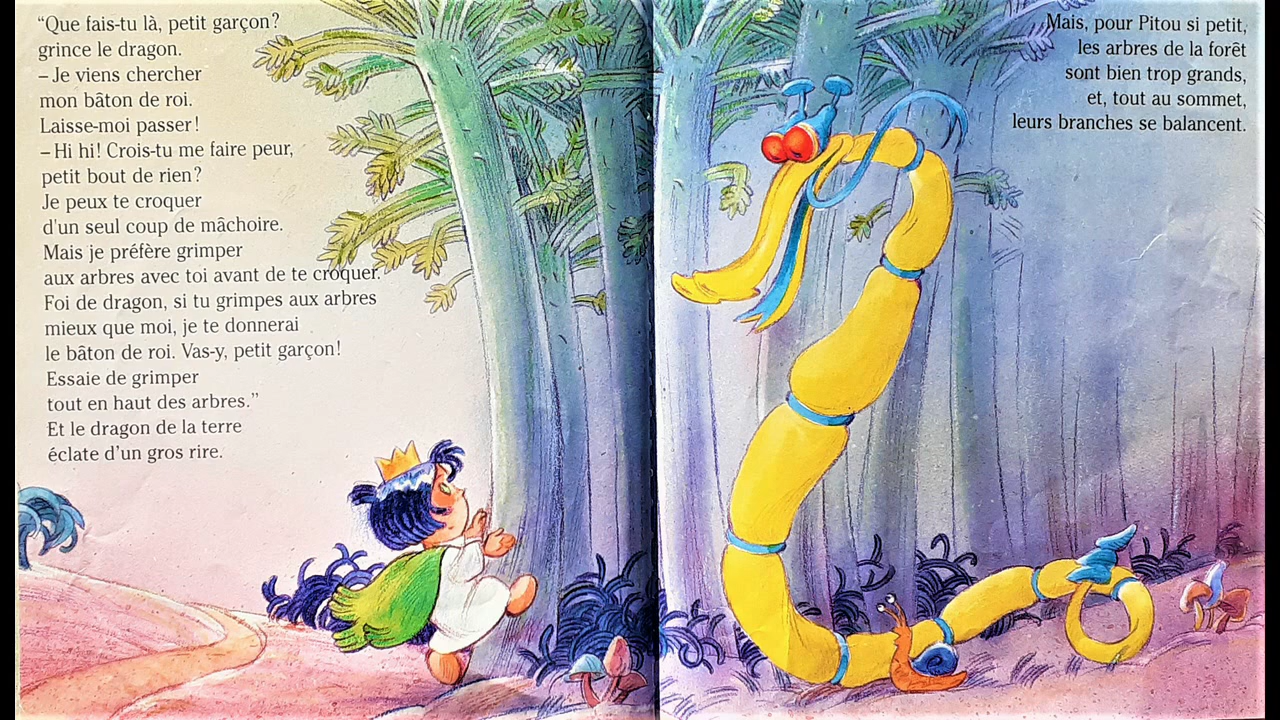 “Que fais-tu là, petit garçon?
grince le dragon.
– Je viens chercher
mon bâton de roi.
Laisse-moi passer!
– Hi hi! Crois-tu me faire peur,
petit bout de rien?
Je peux te croquer
d'un seul coup de mâchoire.
Mais je préfère grimper
aux arbres avec toi avant de te croquer.
Foi de dragon, si tu grimpes aux arbres
mieux que moi, je te donnerai
le bâton de roi. Vas-y, petit garçon!
Essaie de grimper
tout en haut des arbres.”
Et le dragon de la terre
éclate d'un gros rire.
Mais, pour Pitou si petit,
les arbres de la forêt
sont bien trop grands,
et, tout au sommet,
leurs branches se balancent.